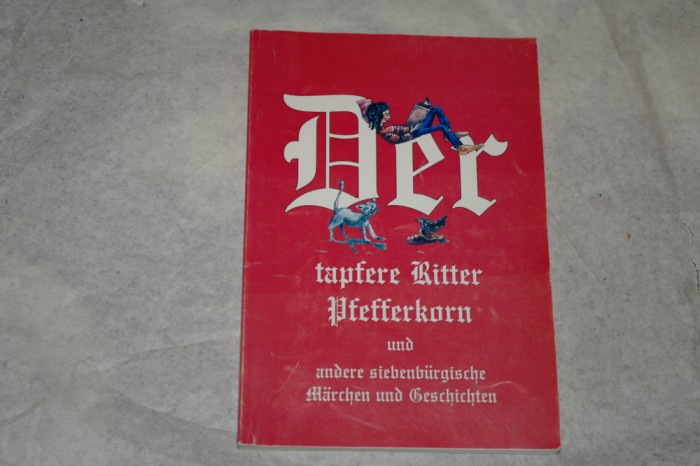 Der
tapfere Ritter
Pfefferkorn
und
andere siebenbürgische
Märchen und Geschichten